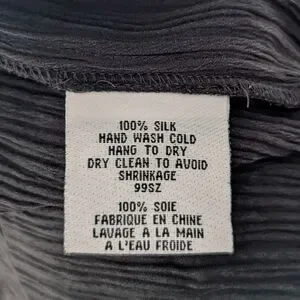 100% SILK
HAND WASH COLD
HANG TO DRY
DRY CLEAN TO AVOID
SHRINKAGE
99SZ
100% SOIE
FABRIQUE EN CHINE
LAVAGE A LA MAIN
A L'EAU FROIDE